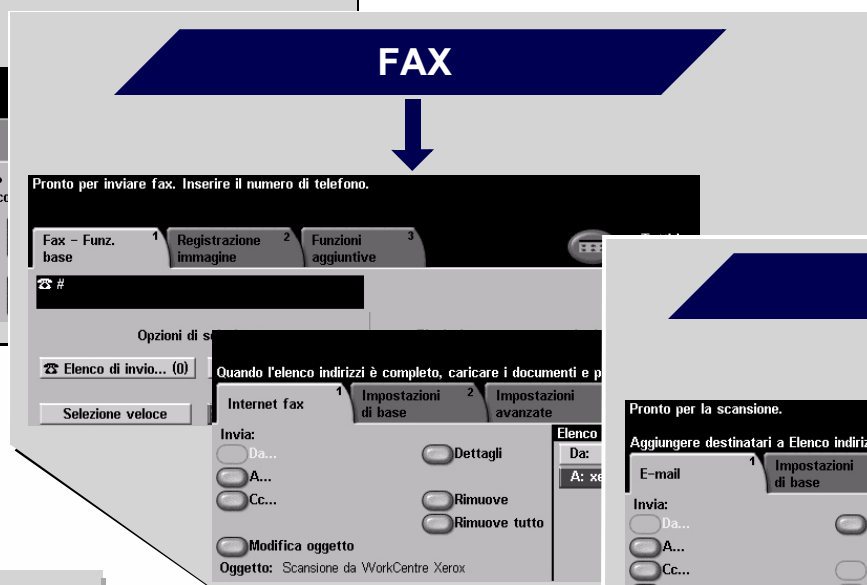 FAX
Pronto per inviare fax. Inserire il numero di telefono.
Fax - Funz. base 1
Registrazione immagine 2
Funzioni aggiuntive 3
☎ #
Opzioni di
☎ Elenco di invio... (0)
Selezione veloce
Quando l'elenco indirizzi è completo, caricare i documenti e p
Internet fax 1
Impostazioni di base 2
Impostazioni avanzate
Invia:
Da...
A...
Cc...
Dettagli
Rimuove
Rimuove tutto
Modifica oggetto
Oggetto: Scansione da WorkCentre Xerox
Elenco
Da:
A: xe
Pronto per la scansione.
Aggiungere destinatari a Elenco indiriz
E-mail 1
Impostazioni di base
Invia:
Da...
A...
Cc...